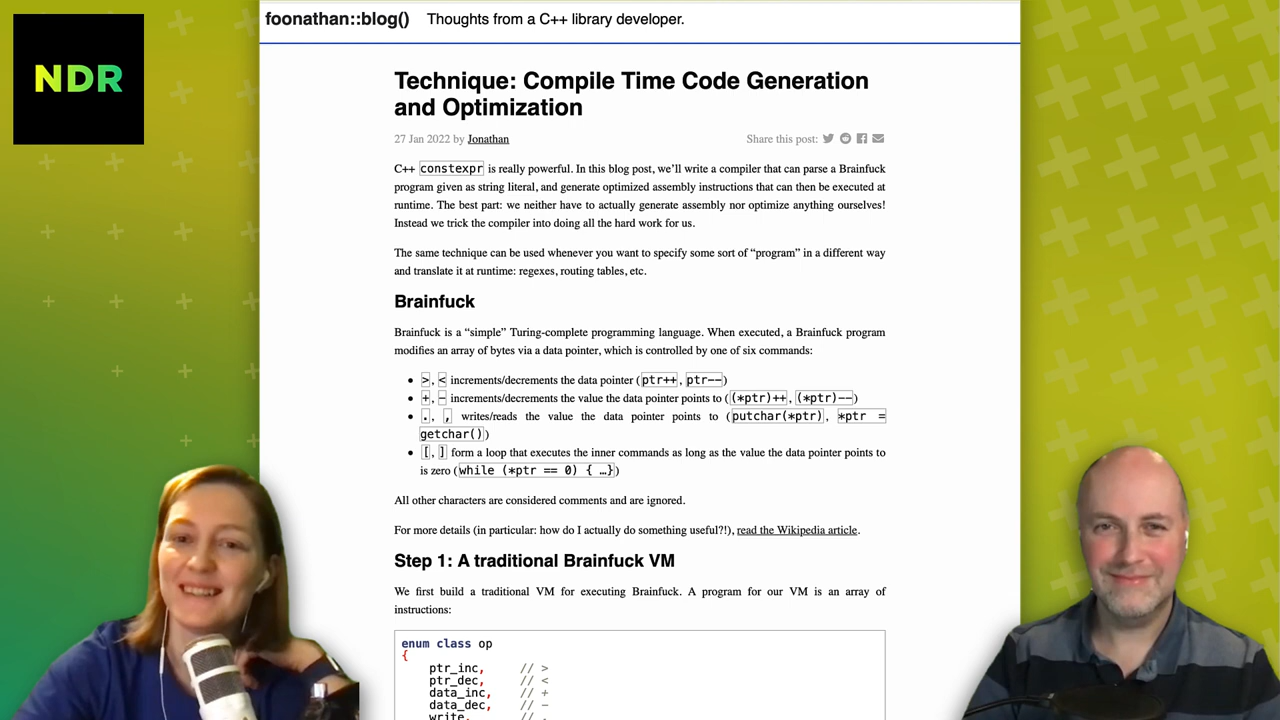 NDR
foonathan::blog() Thoughts from a C++ library developer.
Technique: Compile Time Code Generation
and Optimization
27 Jan 2022 by Jonathan
Share this post:
C++ constexpr is really powerful. In this blog post, we'll write a compiler that can parse a Brainfuck
program given as string literal, and generate optimized assembly instructions that can then be executed at
runtime. The best part: we neither have to actually generate assembly nor optimize anything ourselves!
Instead we trick the compiler into doing all the hard work for us.
The same technique can be used whenever you want to specify some sort of “program” in a different way
and translate it at runtime: regexes, routing tables, etc.
Brainfuck
Brainfuck is a “simple” Turing-complete programming language. When executed, a Brainfuck program
modifies an array of bytes via a data pointer, which is controlled by one of six commands:
• >, < increments/decrements the data pointer (ptr++, ptr--)
• +, - increments/decrements the value the data pointer points to ((*ptr)++, (*ptr)--)
• ., , writes/reads the value the data pointer points to (putchar(*ptr), *ptr =
getchar())
• [, ] form a loop that executes the inner commands as long as the value the data pointer points to
is zero (while (*ptr == 0) { …})
All other characters are considered comments and are ignored.
For more details (in particular: how do I actually do something useful?!), read the Wikipedia article.
Step 1: A traditional Brainfuck VM
We first build a traditional VM for executing Brainfuck. A program for our VM is an array of
instructions:
enum class op
{
ptr_inc, // >
ptr_dec, // <
data_inc, // +
data_dec, // -
write, // .